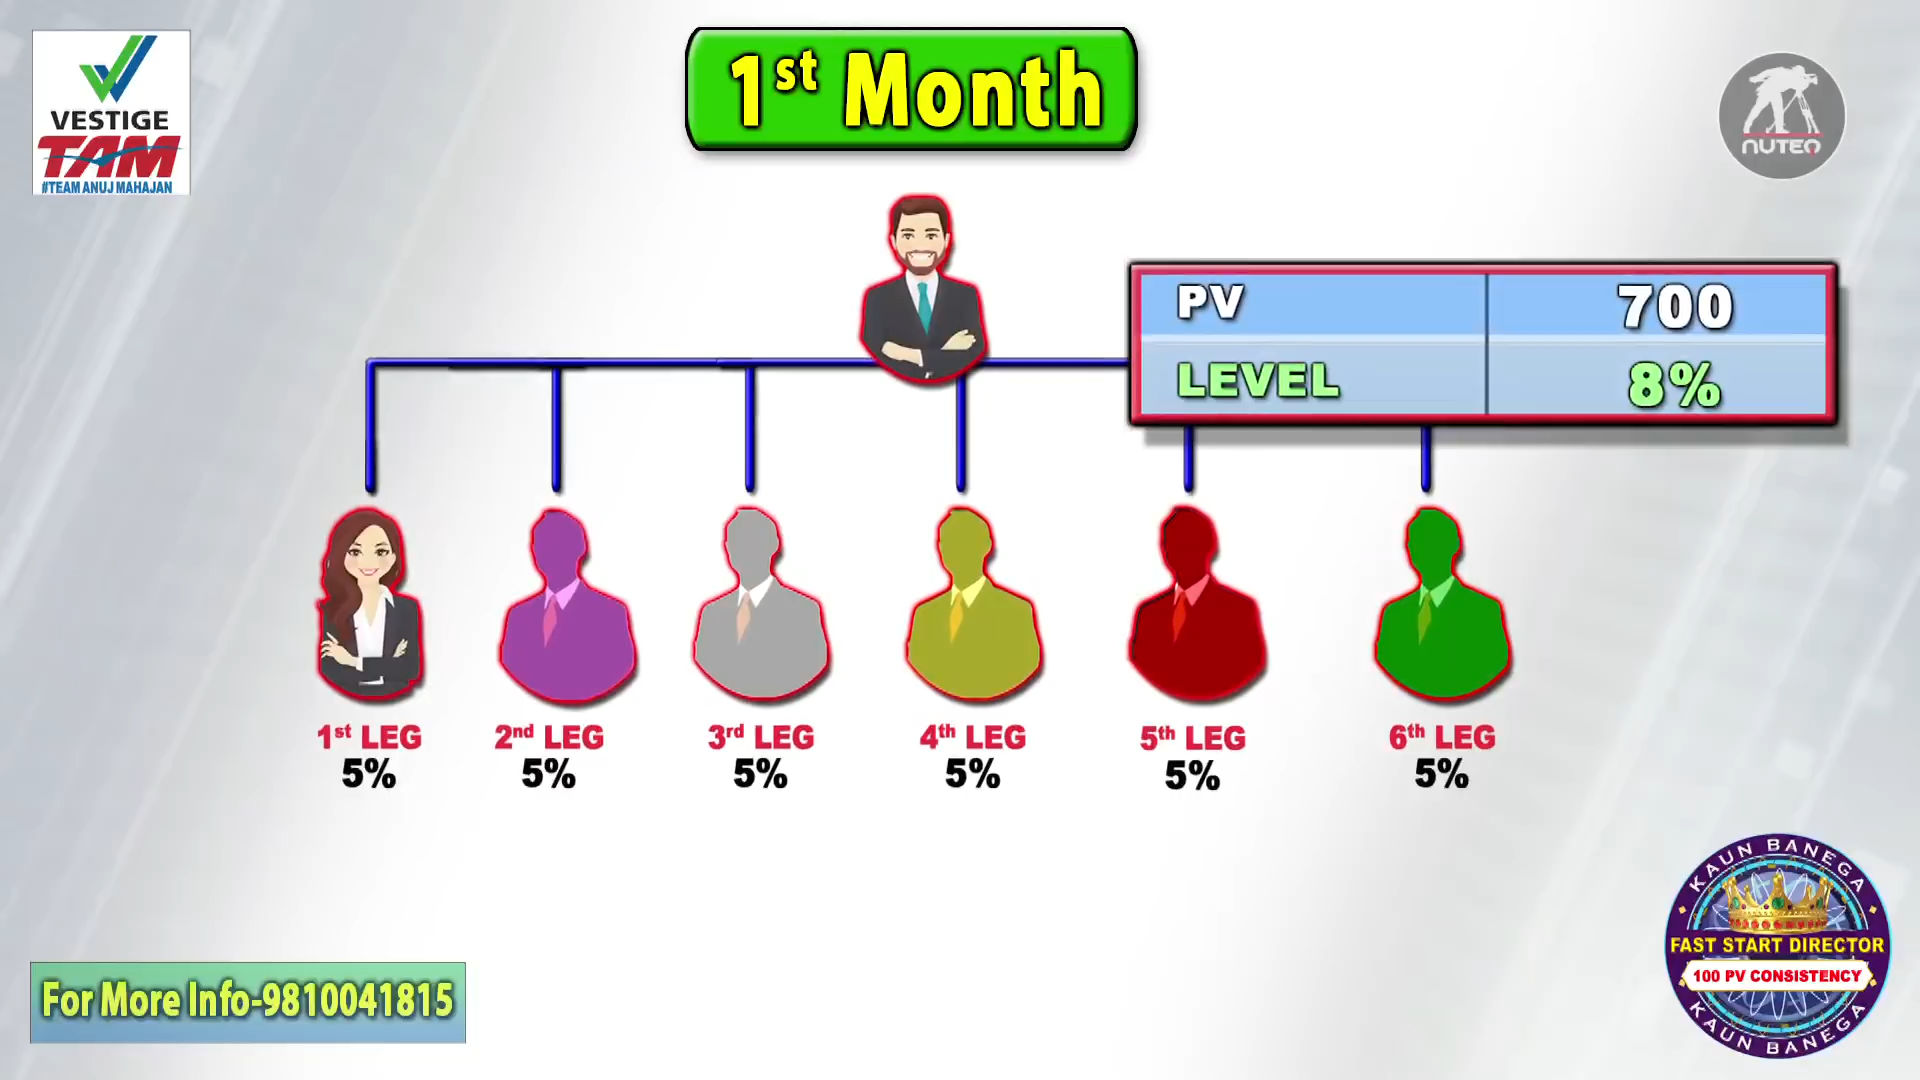 VESTIGE
TAM
#TEAM ANUJ MAHAJAN
1st Month
NUTEQ
PV 700
LEVEL 8%
1st LEG
5%
2nd LEG
5%
3rd LEG
5%
4th LEG
5%
5th LEG
5%
6th LEG
5%
For More Info-9810041815
KAUN BANEGA
FAST START DIRECTOR
100 PV CONSISTENCY
KAUN BANEGA